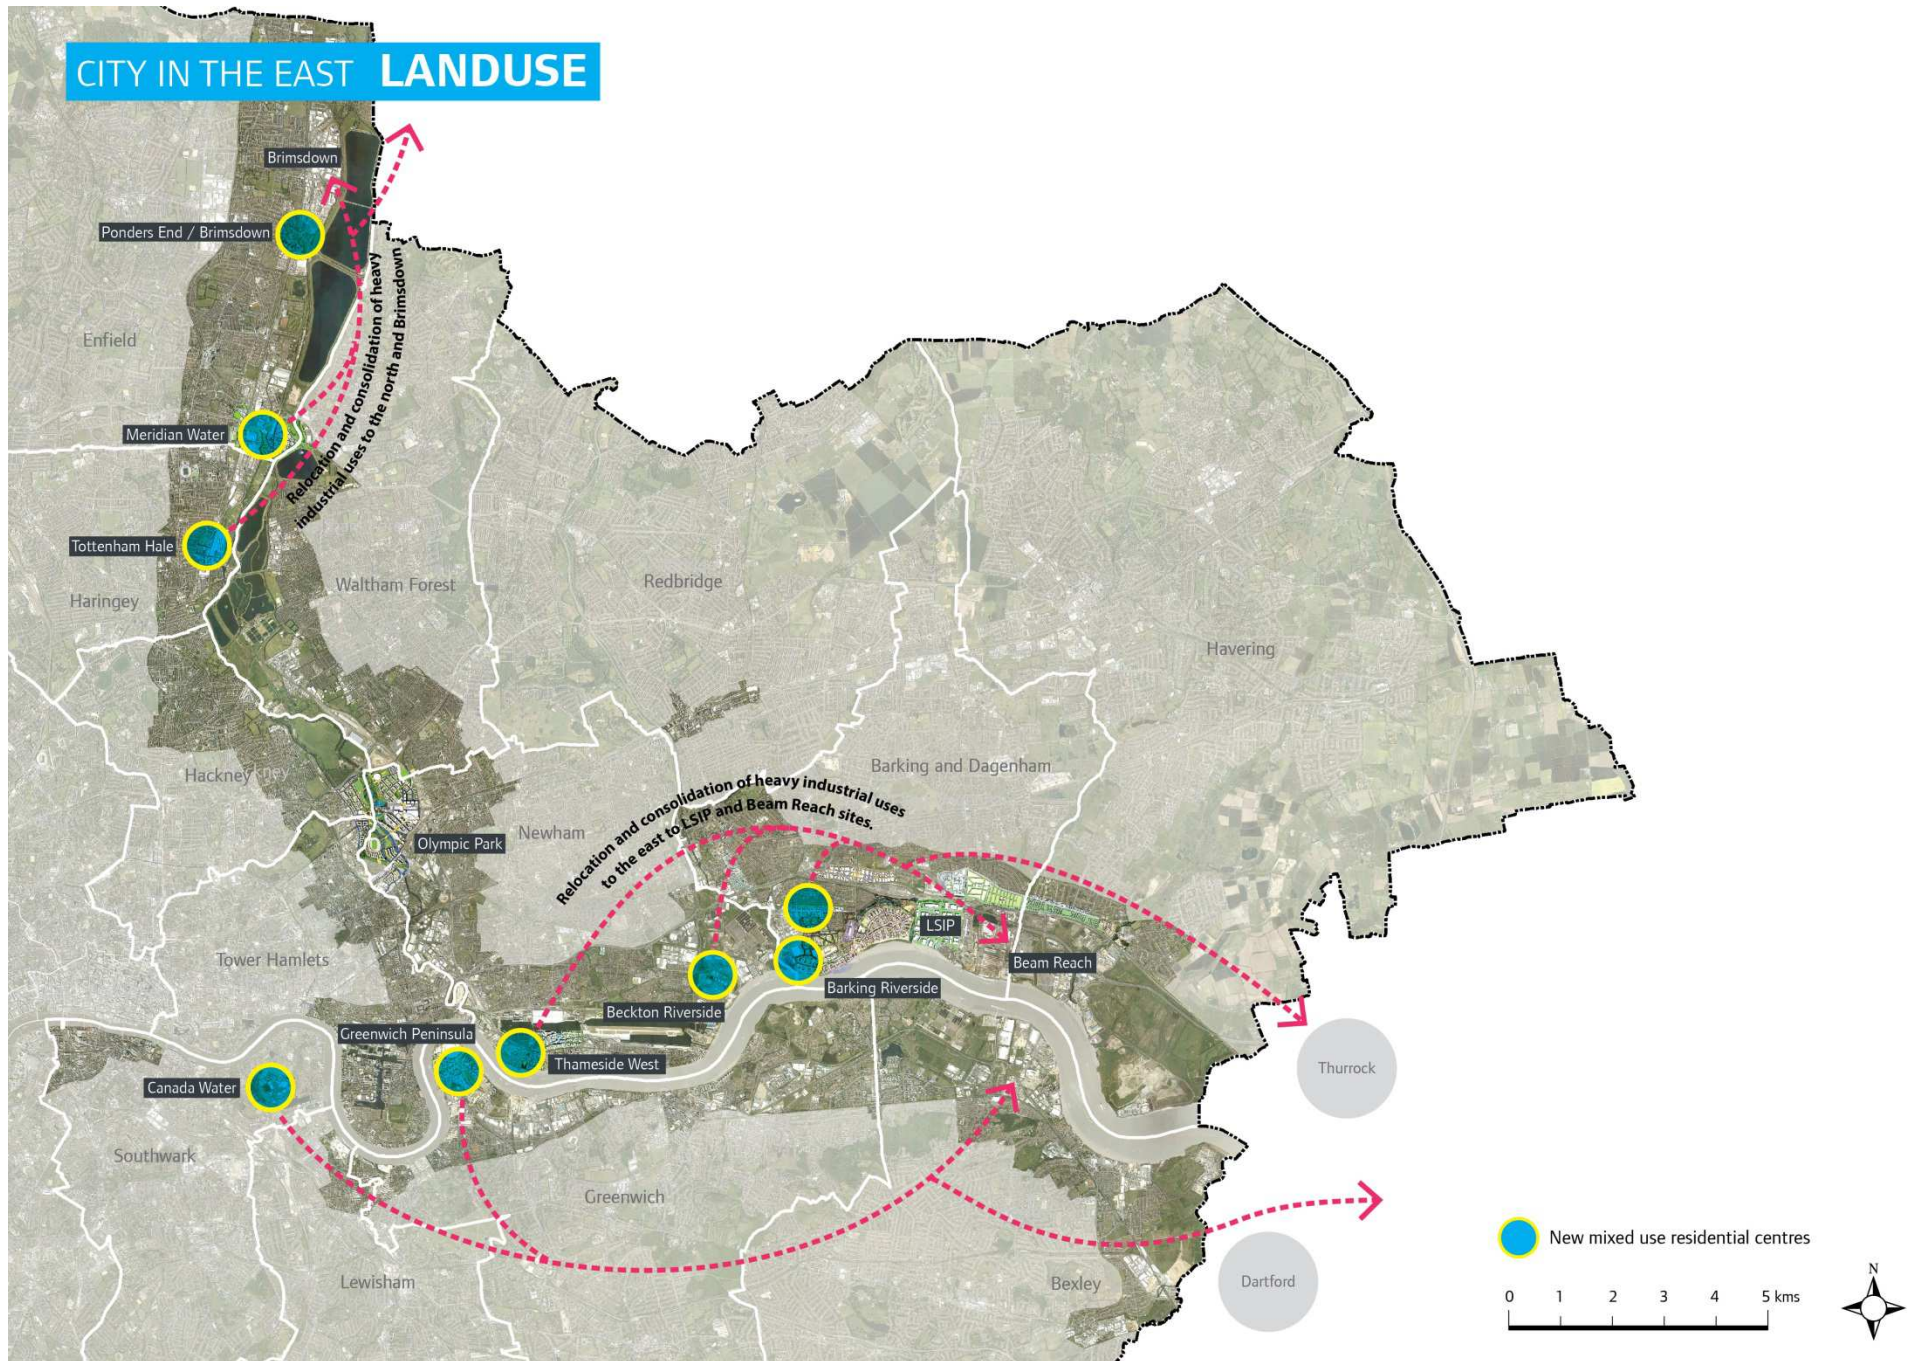 CITY IN THE EAST LANDUSE
Brimsdown
Ponders End / Brimsdown
Relocation and consolidation of heavy
industrial uses to the north and Brimsdown
Enfield
Meridian Water
Tottenham Hale
Haringey
Waltham Forest
Redbridge
Havering
Hackney
kney
Barking and Dagenham
Relocation and consolidation of heavy industrial uses
to the east to LSIP and Beam Reach sites.
Newham
Olympic Park
LSIP
Tower Hamlets
Beam Reach
Barking Riverside
Beckton Riverside
Greenwich Peninsula
Thameside West
Canada Water
Thurrock
Southwark
Greenwich
Lewisham
Bexley
Dartford
New mixed use residential centres
N
0 1 2 3 4 5 kms